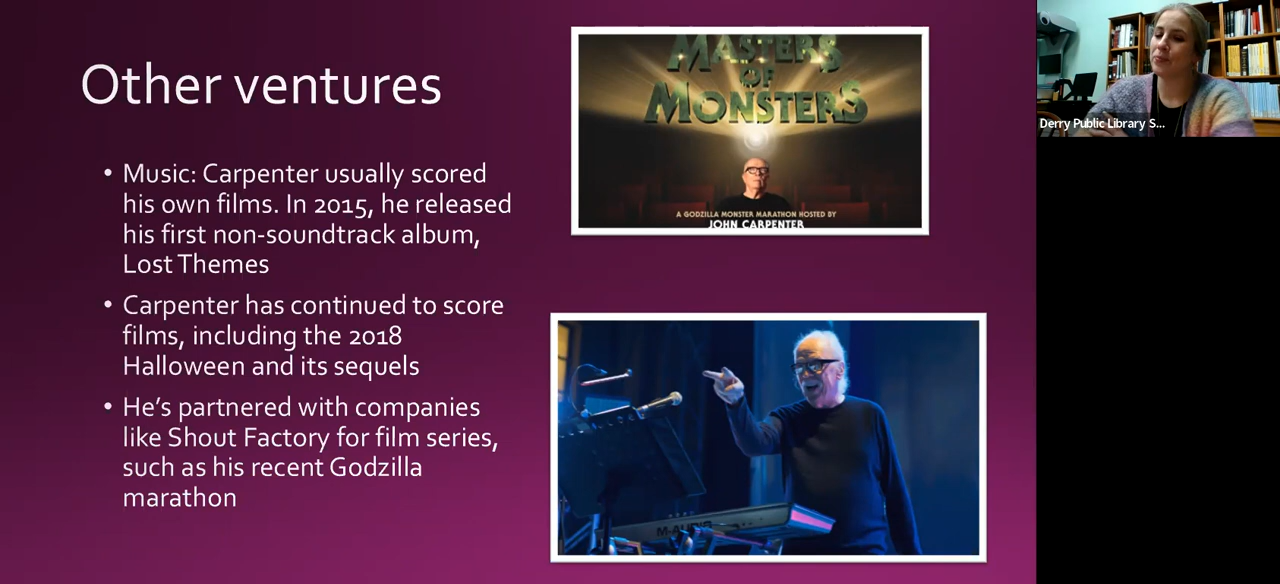 Other ventures
• Music: Carpenter usually scored
his own films. In 2015, he released
his first non-soundtrack album,
Lost Themes
• Carpenter has continued to score
films, including the 2018
Halloween and its sequels
• He’s partnered with companies
like Shout Factory for film series,
such as his recent Godzilla
marathon
MASTERS
OF
MONSTERS
A GODZILLA MONSTER MARATHON HOSTED BY
JOHN CARPENTER
M-AUDIO
Derry Public Library S...